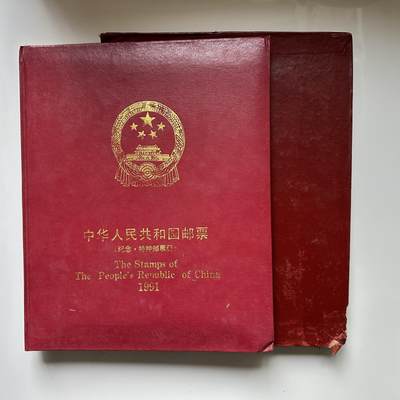 中华人民共和国邮票
(纪念·特种邮票册)
The Stamps of
The People's Republic of China
1991